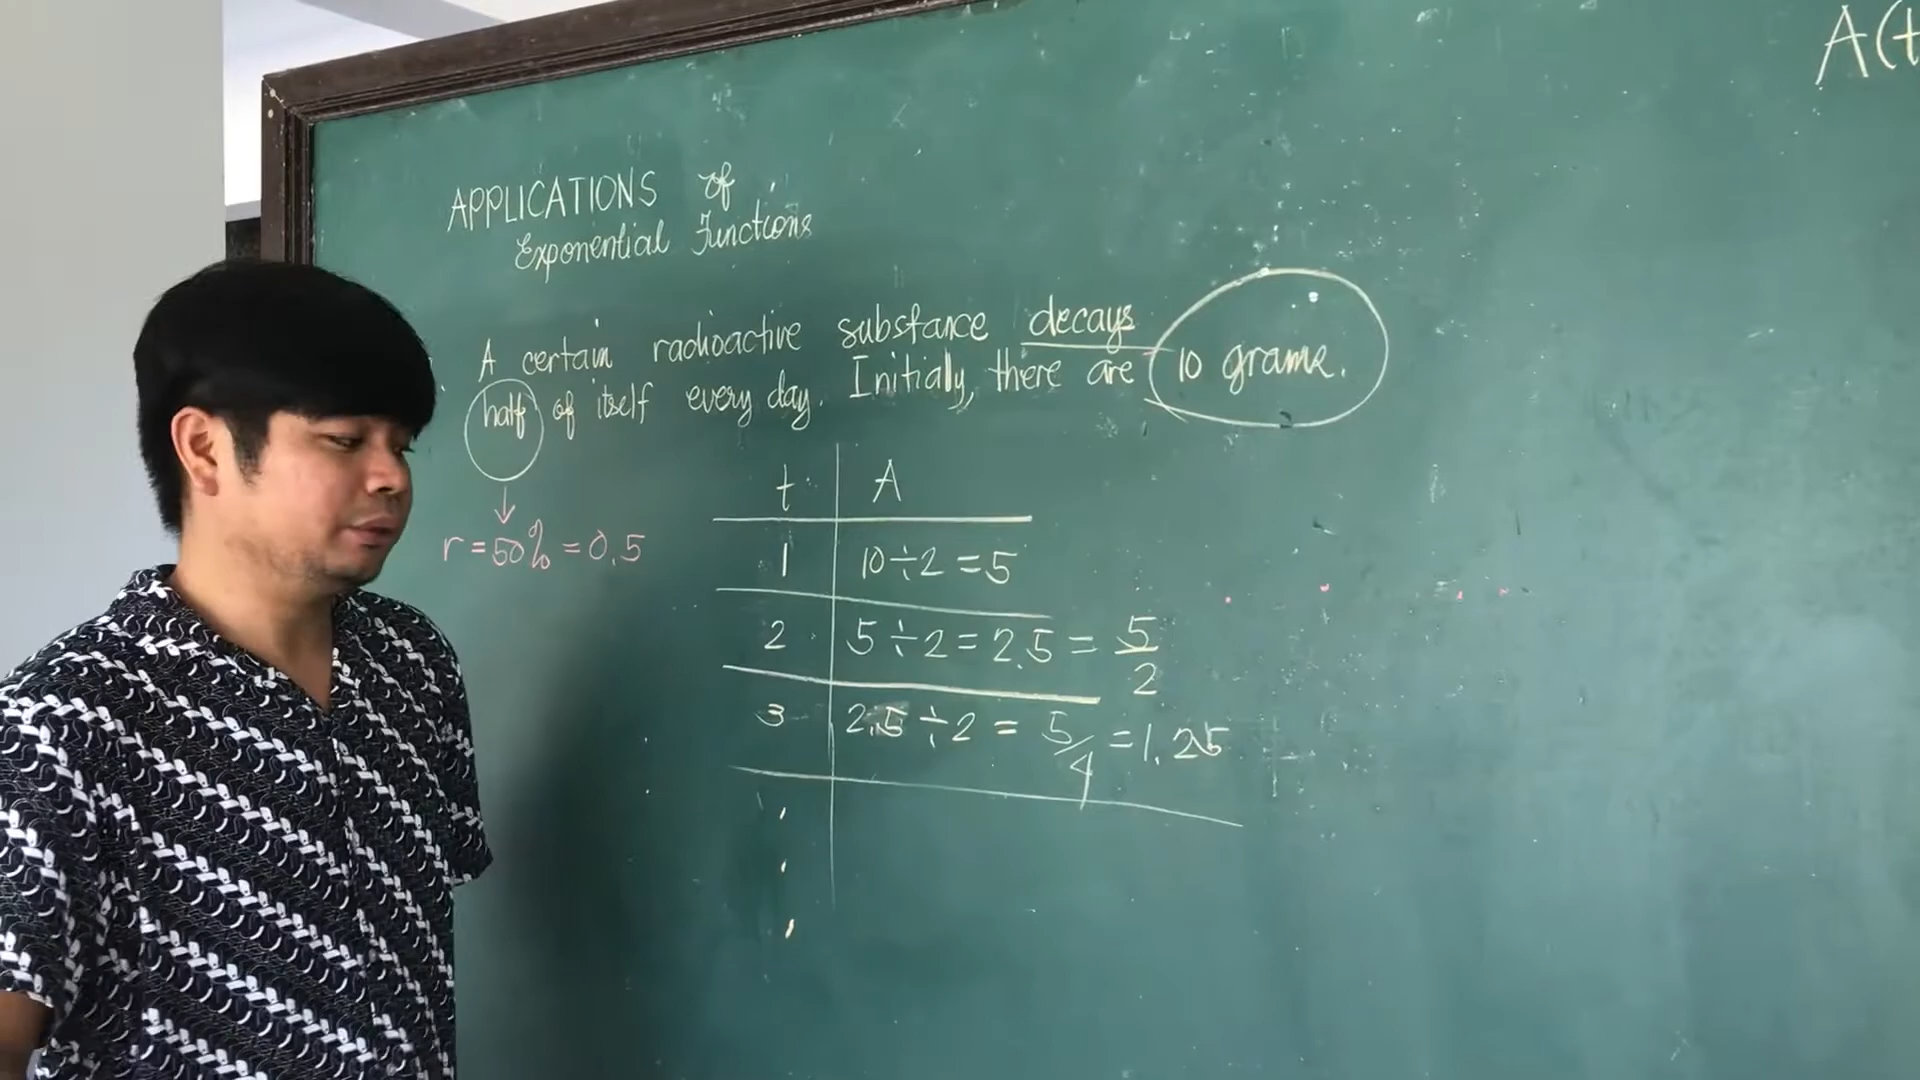 A(t
APPLICATIONS of
Exponential Functions
A certain radioactive substance decays
half of itself every day. Initially, there are 10 grams.
r = 50% = 0.5
t A
1 10 ÷ 2 = 5
2 5 ÷ 2 = 2.5 = 5/2
3 2.5 ÷ 2 = 5/4 = 1.25